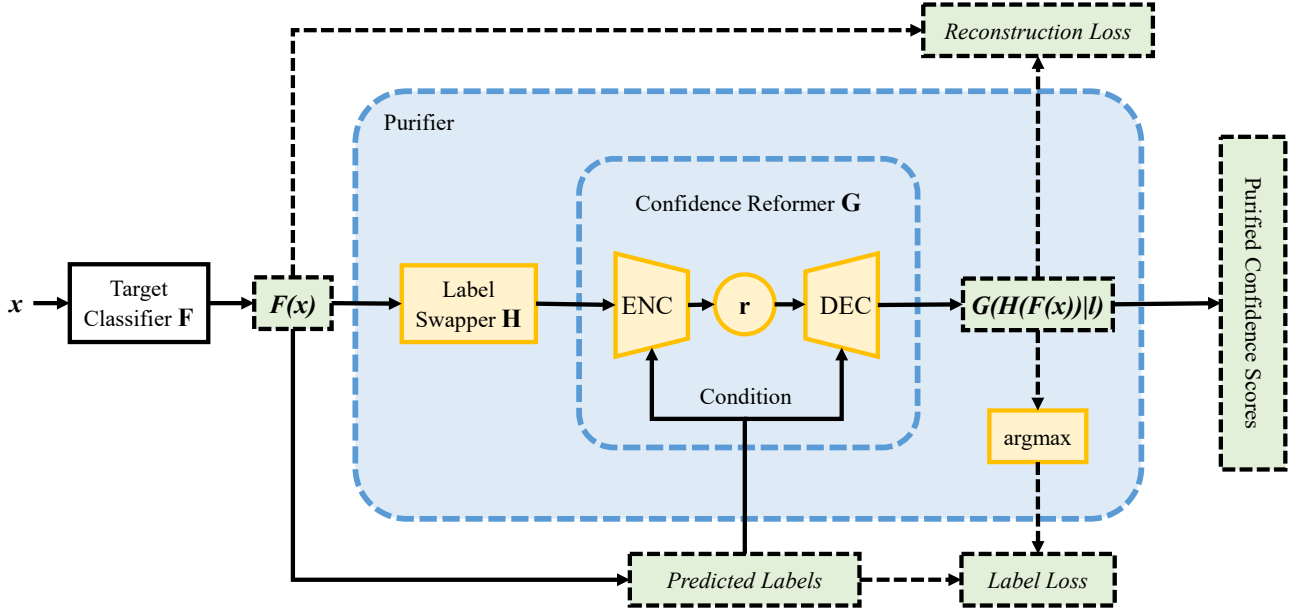 Reconstruction Loss
Purifier
Confidence Reformer G
x
Target
Classifier F
F(x)
Label
Swapper H
ENC
r
DEC
G(H(F(x))|l)
Purified Confidence Scores
Condition
argmax
Predicted Labels
Label Loss